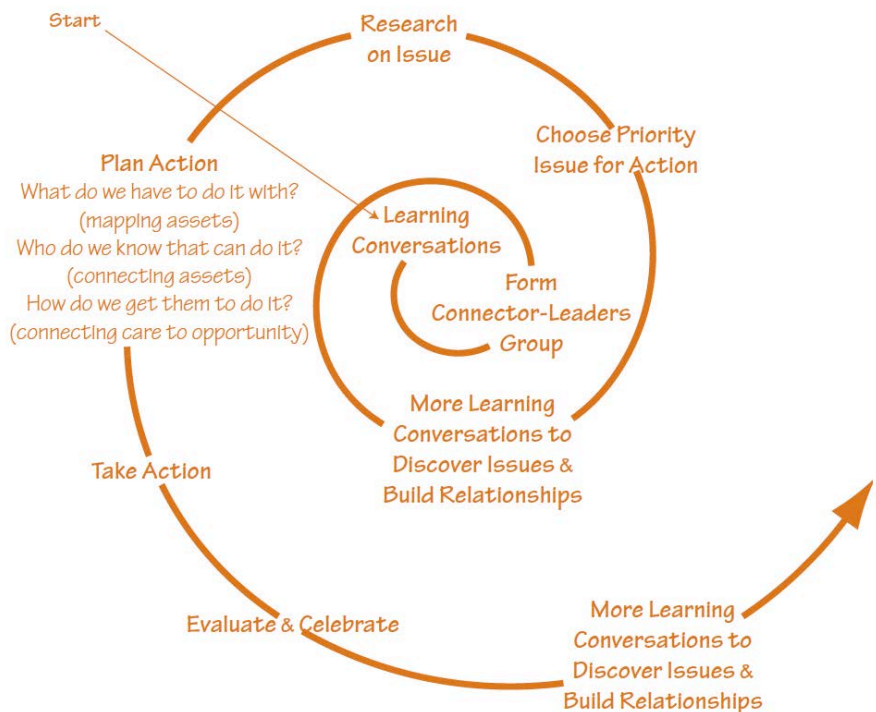 Start
Research
on Issue
Choose Priority
Issue for Action
Plan Action
What do we have to do it with?
(mapping assets)
Who do we know that can do it?
(connecting assets)
How do we get them to do it?
(connecting care to opportunity)
Learning
Conversations
Form
Connector-Leaders
Group
More Learning
Conversations to
Discover Issues &
Build Relationships
Take Action
Evaluate & Celebrate
More Learning
Conversations to
Discover Issues &
Build Relationships